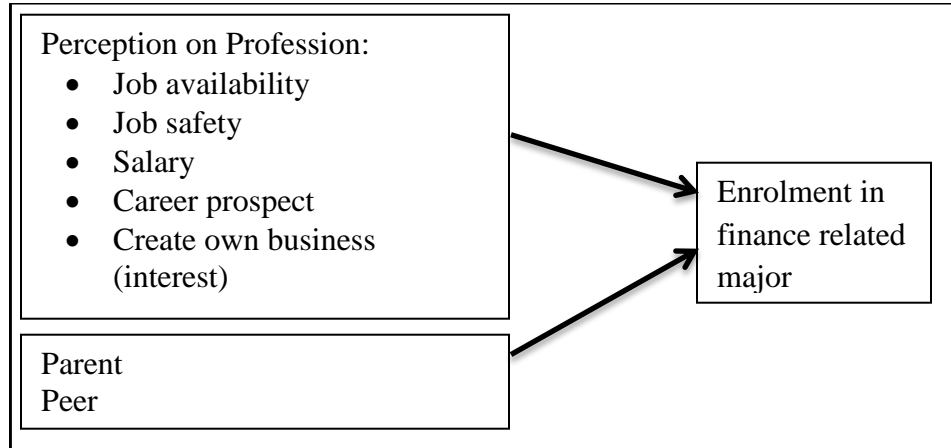 Perception on Profession:
• Job availability
• Job safety
• Salary
• Career prospect
• Create own business
(interest)
Parent
Peer
Enrolment in
finance related
major